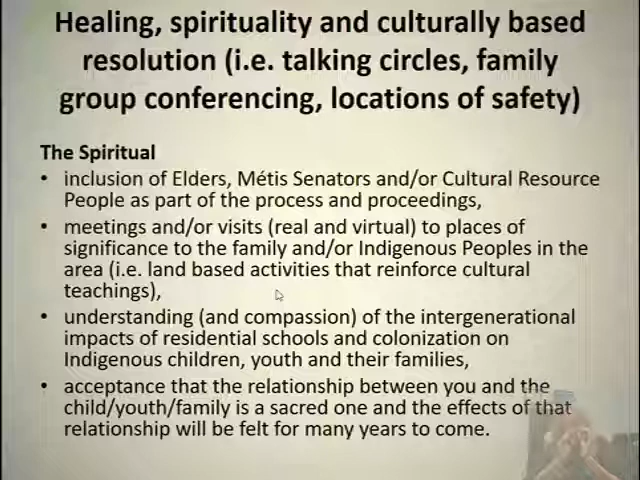 Healing, spirituality and culturally based
resolution (i.e. talking circles, family
group conferencing, locations of safety)
The Spiritual
• inclusion of Elders, Métis Senators and/or Cultural Resource
People as part of the process and proceedings,
• meetings and/or visits (real and virtual) to places of
significance to the family and/or Indigenous Peoples in the
area (i.e. land based activities that reinforce cultural
teachings),
• understanding (and compassion) of the intergenerational
impacts of residential schools and colonization on
Indigenous children, youth and their families,
• acceptance that the relationship between you and the
child/youth/family is a sacred one and the effects of that
relationship will be felt for many years to come.